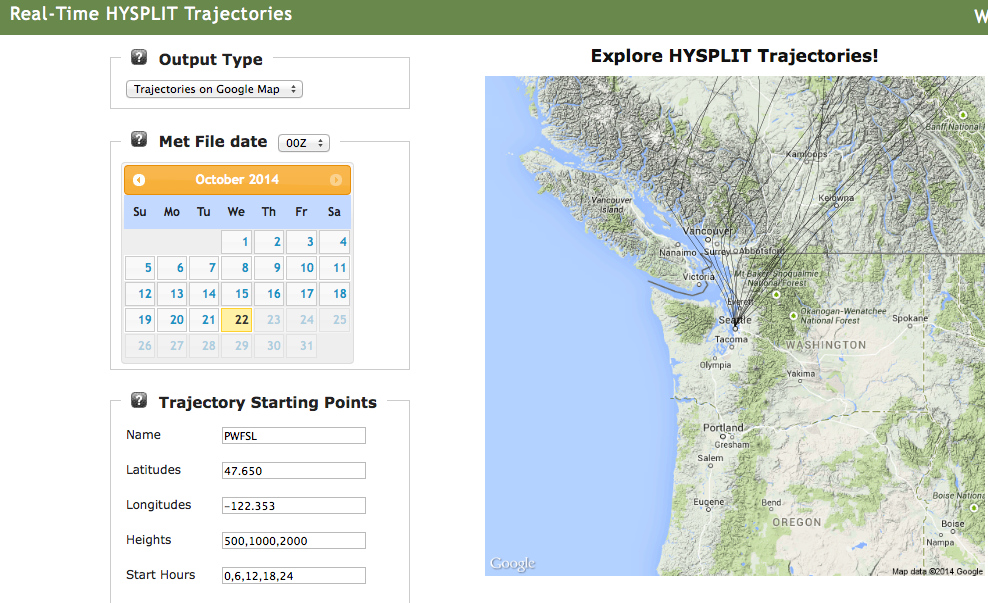 Real-Time HYSPLIT Trajectories
W
? Output Type
Trajectories on Google Map
? Met File date 00Z
October 2014
Su Mo Tu We Th Fr Sa
1 2 3 4
5 6 7 8 9 10 11
12 13 14 15 16 17 18
19 20 21 22 23 24 25
26 27 28 29 30 31
? Trajectory Starting Points
Name PWFSL
Latitudes 47.650
Longitudes -122.353
Heights 500,1000,2000
Start Hours 0,6,12,18,24
Explore HYSPLIT Trajectories!
Banff National
Kamloops
Kelowna
Vancouver
Island
Vancouver
Nanaimo
Surrey
Abbotsford
Victoria
Mt Baker-Snoqualmie
National Forest
Everett
Okanogan-Wenatchee
National Forest
Seattle
Spokane
Tacoma
WASHINGTON
Olympia
Yakima
Portland
Gresham
Salem
Eugene
Bend
Boise National
OREGON
Boise
Nampa
Google
Map data ©2014 Google